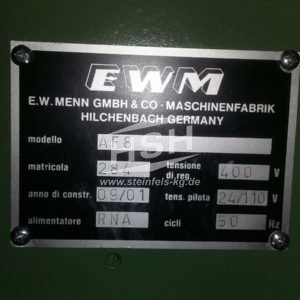 EWM
E.W. MENN GMBH & CO · MASCHINENFABRIK
HILCHENBACH GERMANY
modello AF8
matricola 284 tensione di reg. 400 V
anno di constr. 09/01 tens. pilota 24/110 V
alimentatore RNA cicli 50 Hz
HSH
www.steinfels-kg.de